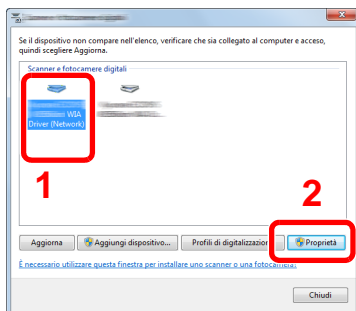 Se il dispositivo non compare nell'elenco, verificare che sia collegato al computer e acceso,
quindi scegliere Aggiorna.
Scanner e fotocamere digitali
WIA
Driver (Network)
1
2
Aggiorna
Aggiungi dispositivo...
Profili di digitalizzazion
Proprietà
È necessario utilizzare questa finestra per installare uno scanner o una fotocamera?
Chiudi